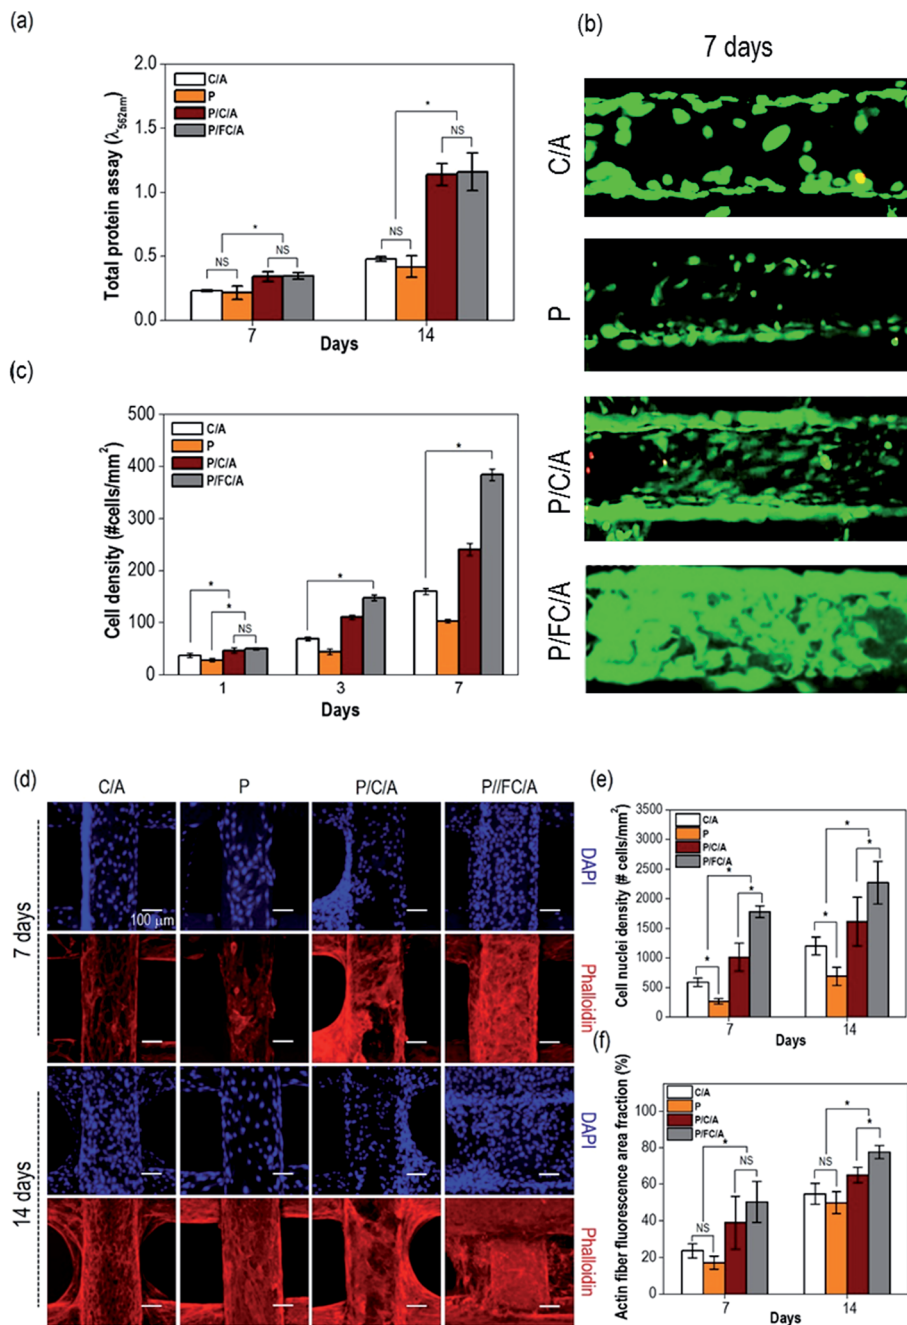 (a)
Total protein assay (λ562nm)
2.0
1.5
1.0
0.5
0.0
C/A
P
P/C/A
P/FC/A
*
NS
NS
*
NS
NS
7
14
Days
(b)
7 days
C/A
P
P/C/A
P/FC/A
(c)
Cell density (#cells/mm²)
500
400
300
200
100
0
C/A
P
P/C/A
P/FC/A
*
*
NS
*
*
1
3
7
Days
(d)
C/A
P
P/C/A
P//FC/A
7 days
14 days
100 µm
DAPI
Phalloidin
DAPI
Phalloidin
(e)
Cell nuclei density (# cells/mm²)
3500
3000
2500
2000
1500
1000
500
0
C/A
P
P/C/A
P/FC/A
*
*
*
*
*
*
7
14
Days
(f)
Actin fiber fluorescence area fraction (%)
100
80
60
40
20
0
C/A
P
P/C/A
P/FC/A
NS
*
NS
NS
*
*
7
14
Days